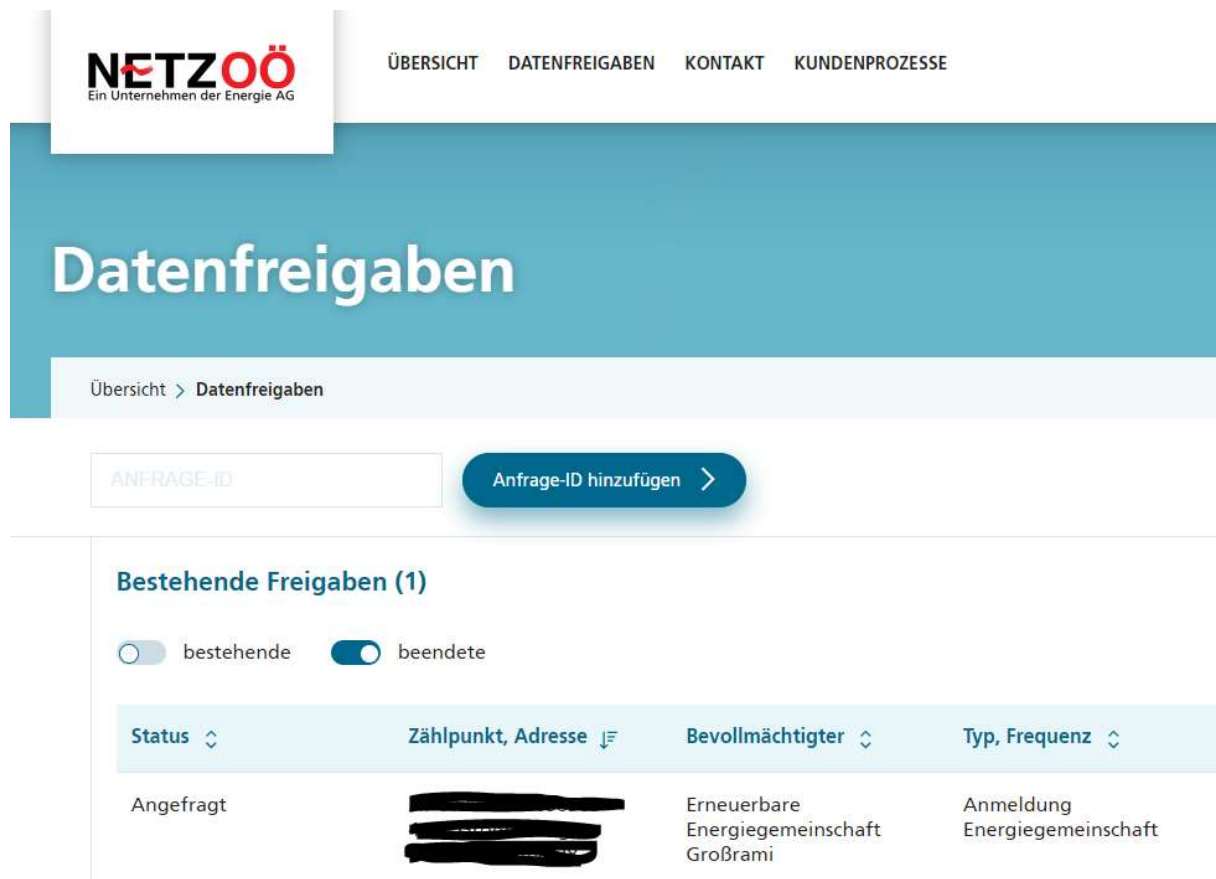 NETZOÖ
Ein Unternehmen der Energie AG
ÜBERSICHT DATENFREIGABEN KONTAKT KUNDENPROZESSE
Datenfreigaben
Übersicht > Datenfreigaben
ANFRAGE-ID
Anfrage-ID hinzufügen >
Bestehende Freigaben (1)
bestehende beendete
Status Zählpunkt, Adresse Bevollmächtigter Typ, Frequenz
Angefragt Erneuerbare Anmeldung
Energiegemeinschaft Energiegemeinschaft
Großrami